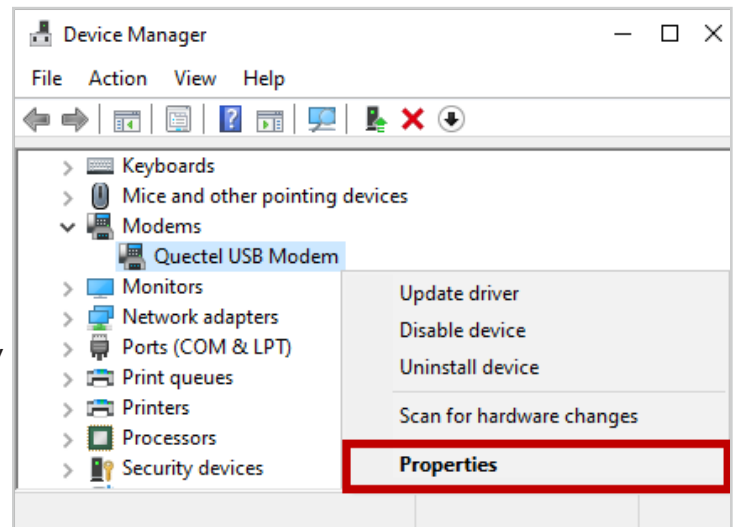 Device Manager
File Action View Help
Keyboards
Mice and other pointing devices
Modems
Quectel USB Modem
Monitors
Network adapters
Ports (COM & LPT)
Print queues
Printers
Processors
Security devices
Update driver
Disable device
Uninstall device
Scan for hardware changes
Properties